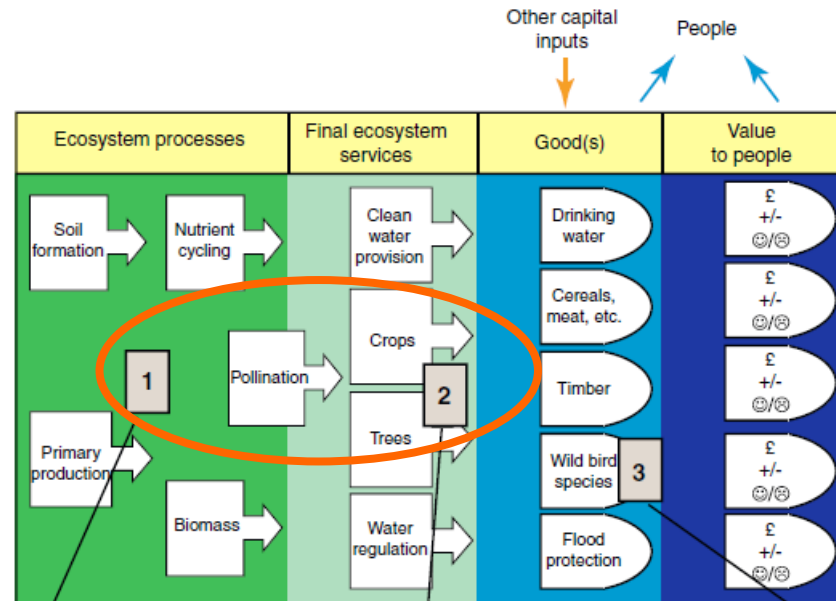 Other capital
inputs
People
Ecosystem processes
Final ecosystem
services
Good(s)
Value
to people
Soil
formation
Nutrient
cycling
Clean
water
provision
Drinking
water
£
+/-
☺/☹
Crops
Cereals,
meat, etc.
£
+/-
☺/☹
1
Pollination
2
Timber
£
+/-
☺/☹
Primary
production
Trees
Wild bird
species
3
£
+/-
☺/☹
Biomass
Water
regulation
Flood
protection
£
+/-
☺/☹